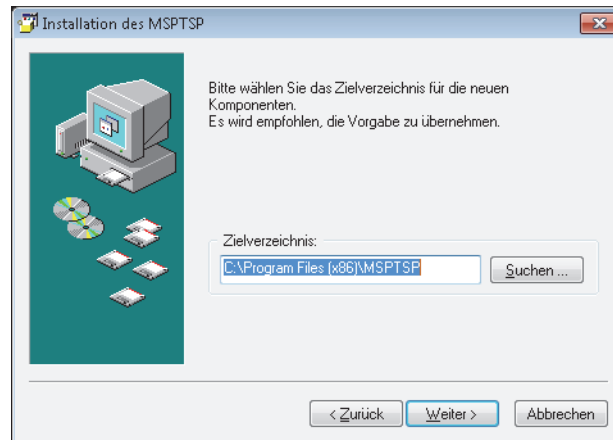 Installation des MSPTSP
Bitte wählen Sie das Zielverzeichnis für die neuen
Komponenten.
Es wird empfohlen, die Vorgabe zu übernehmen.
Zielverzeichnis:
C:\Program Files (x86)\MSPTSP
Suchen ...
< Zurück
Weiter >
Abbrechen